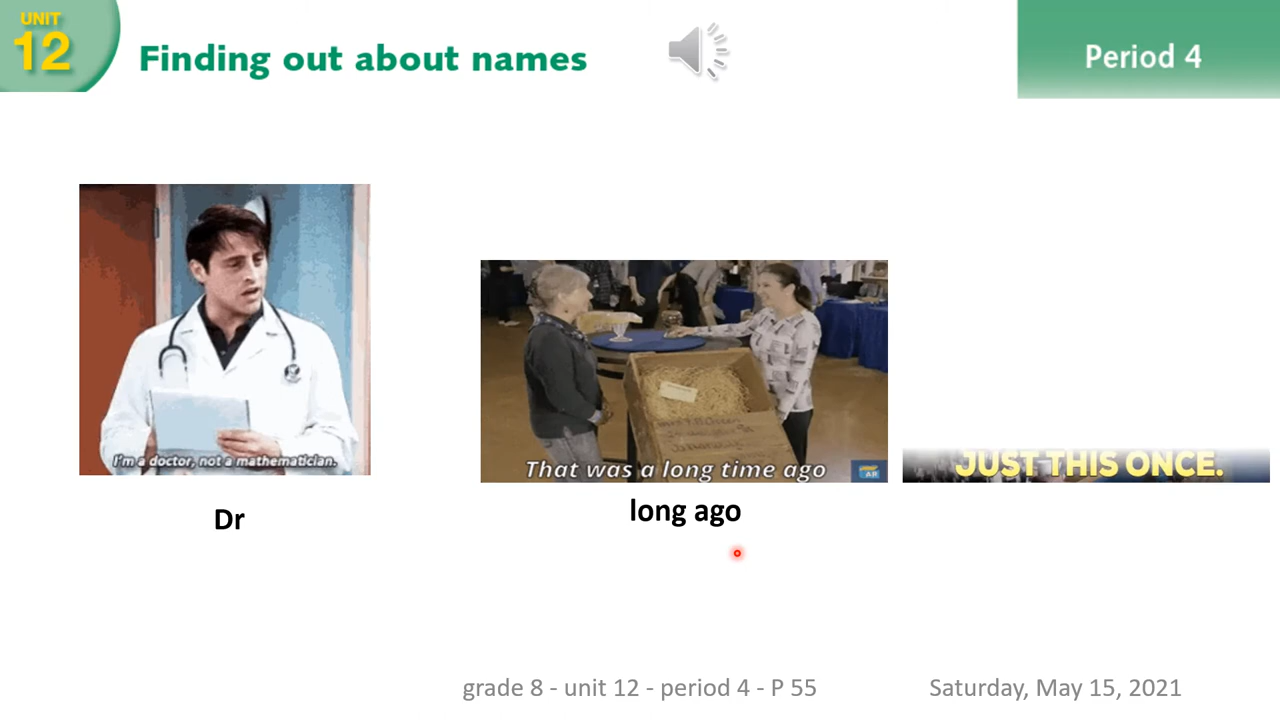 UNIT
12
Finding out about names
Period 4
I'm a doctor, not a mathematician.
Dr
That was a long time ago
AR
long ago
JUST THIS ONCE.
grade 8 - unit 12 - period 4 - P 55
Saturday, May 15, 2021